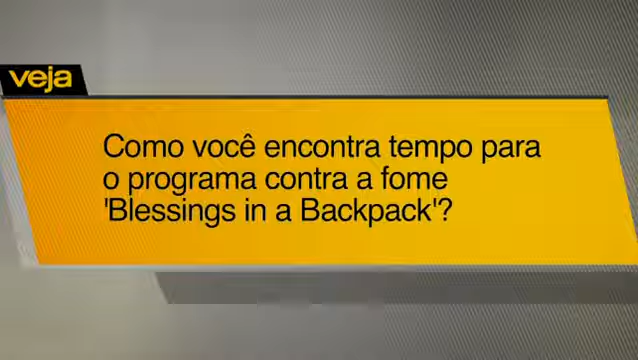 veja
Como você encontra tempo para
o programa contra a fome
'Blessings in a Backpack'?